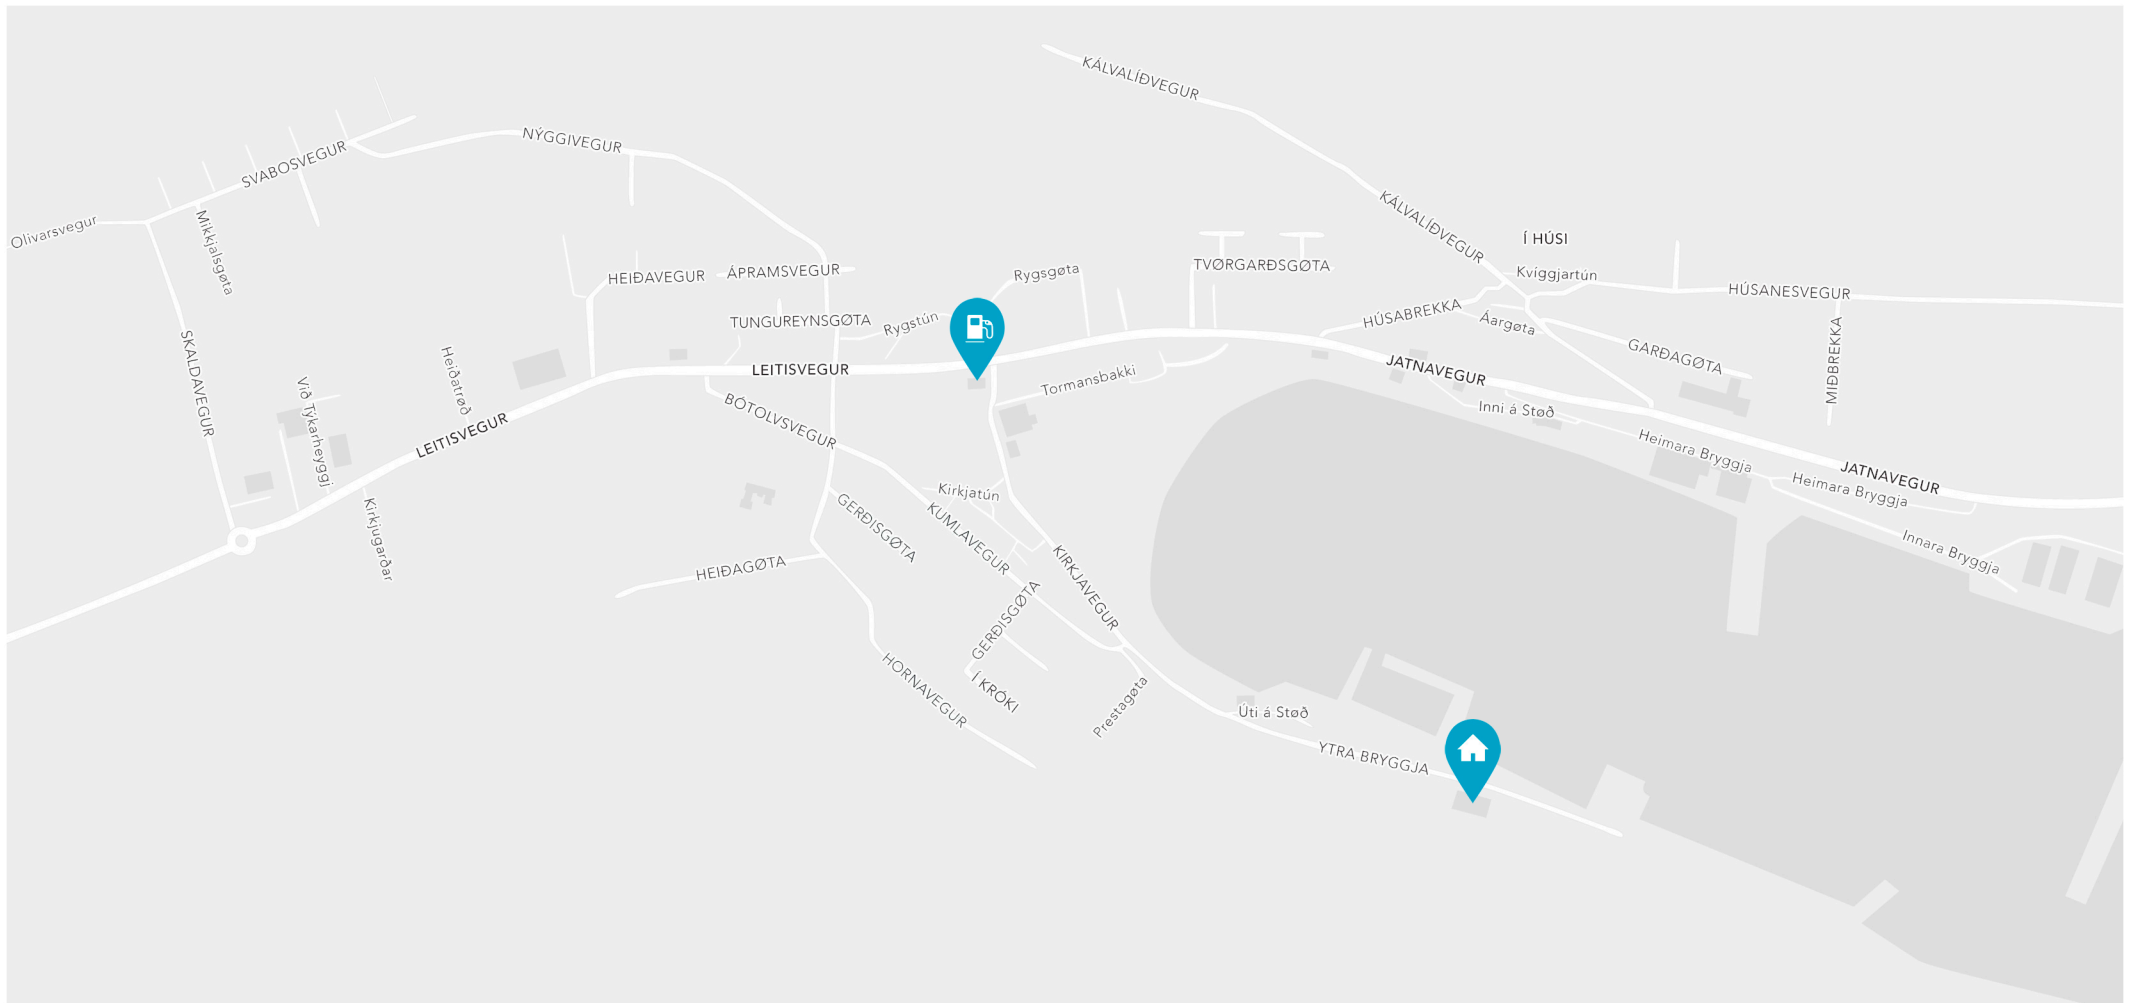 KÁLVALÍÐVEGUR
NÝGGIVEGUR
SVABOSVEGUR
Olivarsvegur
Mikkjalsgøta
KÁLVALÍÐVEGUR
Í HÚSI
HEIÐAVEGUR
ÁPRAMSVEGUR
Rygsgøta
TVØRGARÐSGØTA
Kviggjartún
HÚSANESVEGUR
TUNGUREYNSGØTA
Rygstún
HÚSABREKKA
Áargøta
SKALDAVEGUR
Heiðatrøð
LEITISVEGUR
Tormansbakki
JATNAVEGUR
GARÐAGØTA
MIÐBREKKA
Við Týkarheyggj
LEITISVEGUR
BÓTOLVSVEGUR
Inni á Støð
Heimara Bryggja
JATNAVEGUR
Heimara Bryggja
Kirkjugarðar
Kirkjatún
GERÐISGØTA
KUMLAVEGUR
Innara Bryggja
HEIÐAGØTA
KIRKJAVEGUR
GERÐISGØTA
HORNAVEGUR
Í KRÓKI
Prestagøta
Úti á Støð
YTRA BRYGGJA